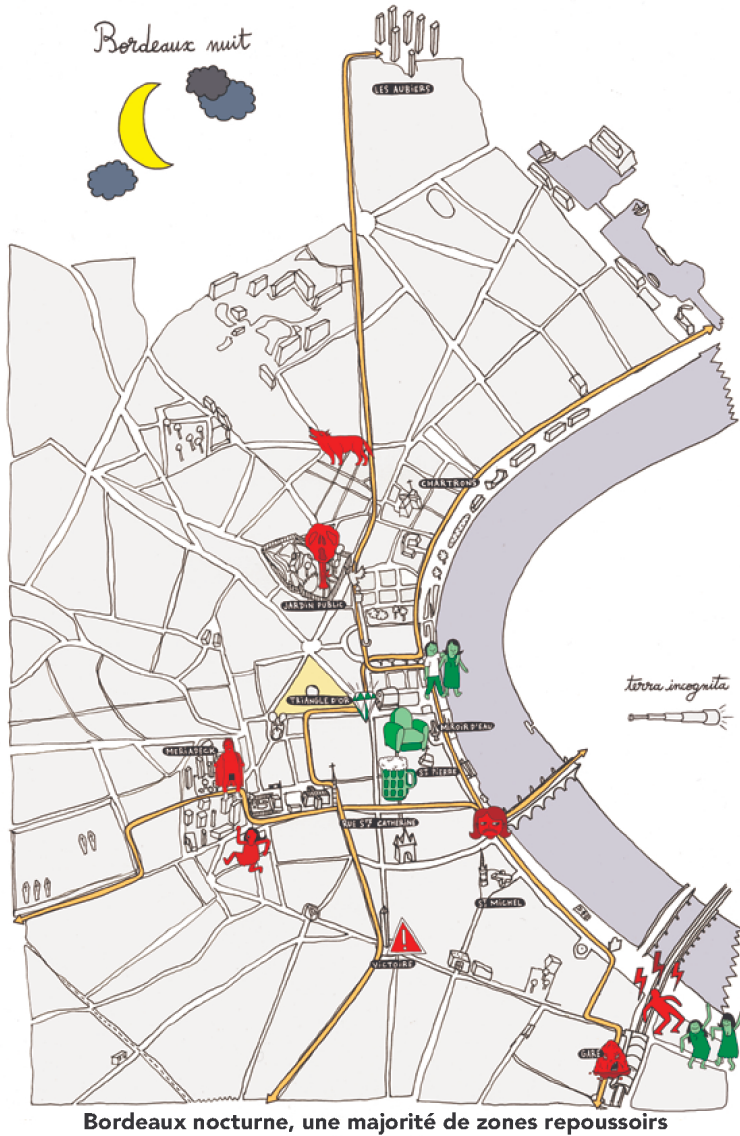 Bordeaux nuit
LES AUBIERS
CHARTRONS
JARDIN PUBLIC
terra incognita
TRIANGLE D'OR
MIROIR D'EAU
MERIADECK
ST PIERRE
RUE STE CATHERINE
ST MICHEL
!
VICTOIRE
GARE
Bordeaux nocturne, une majorité de zones repoussoirs